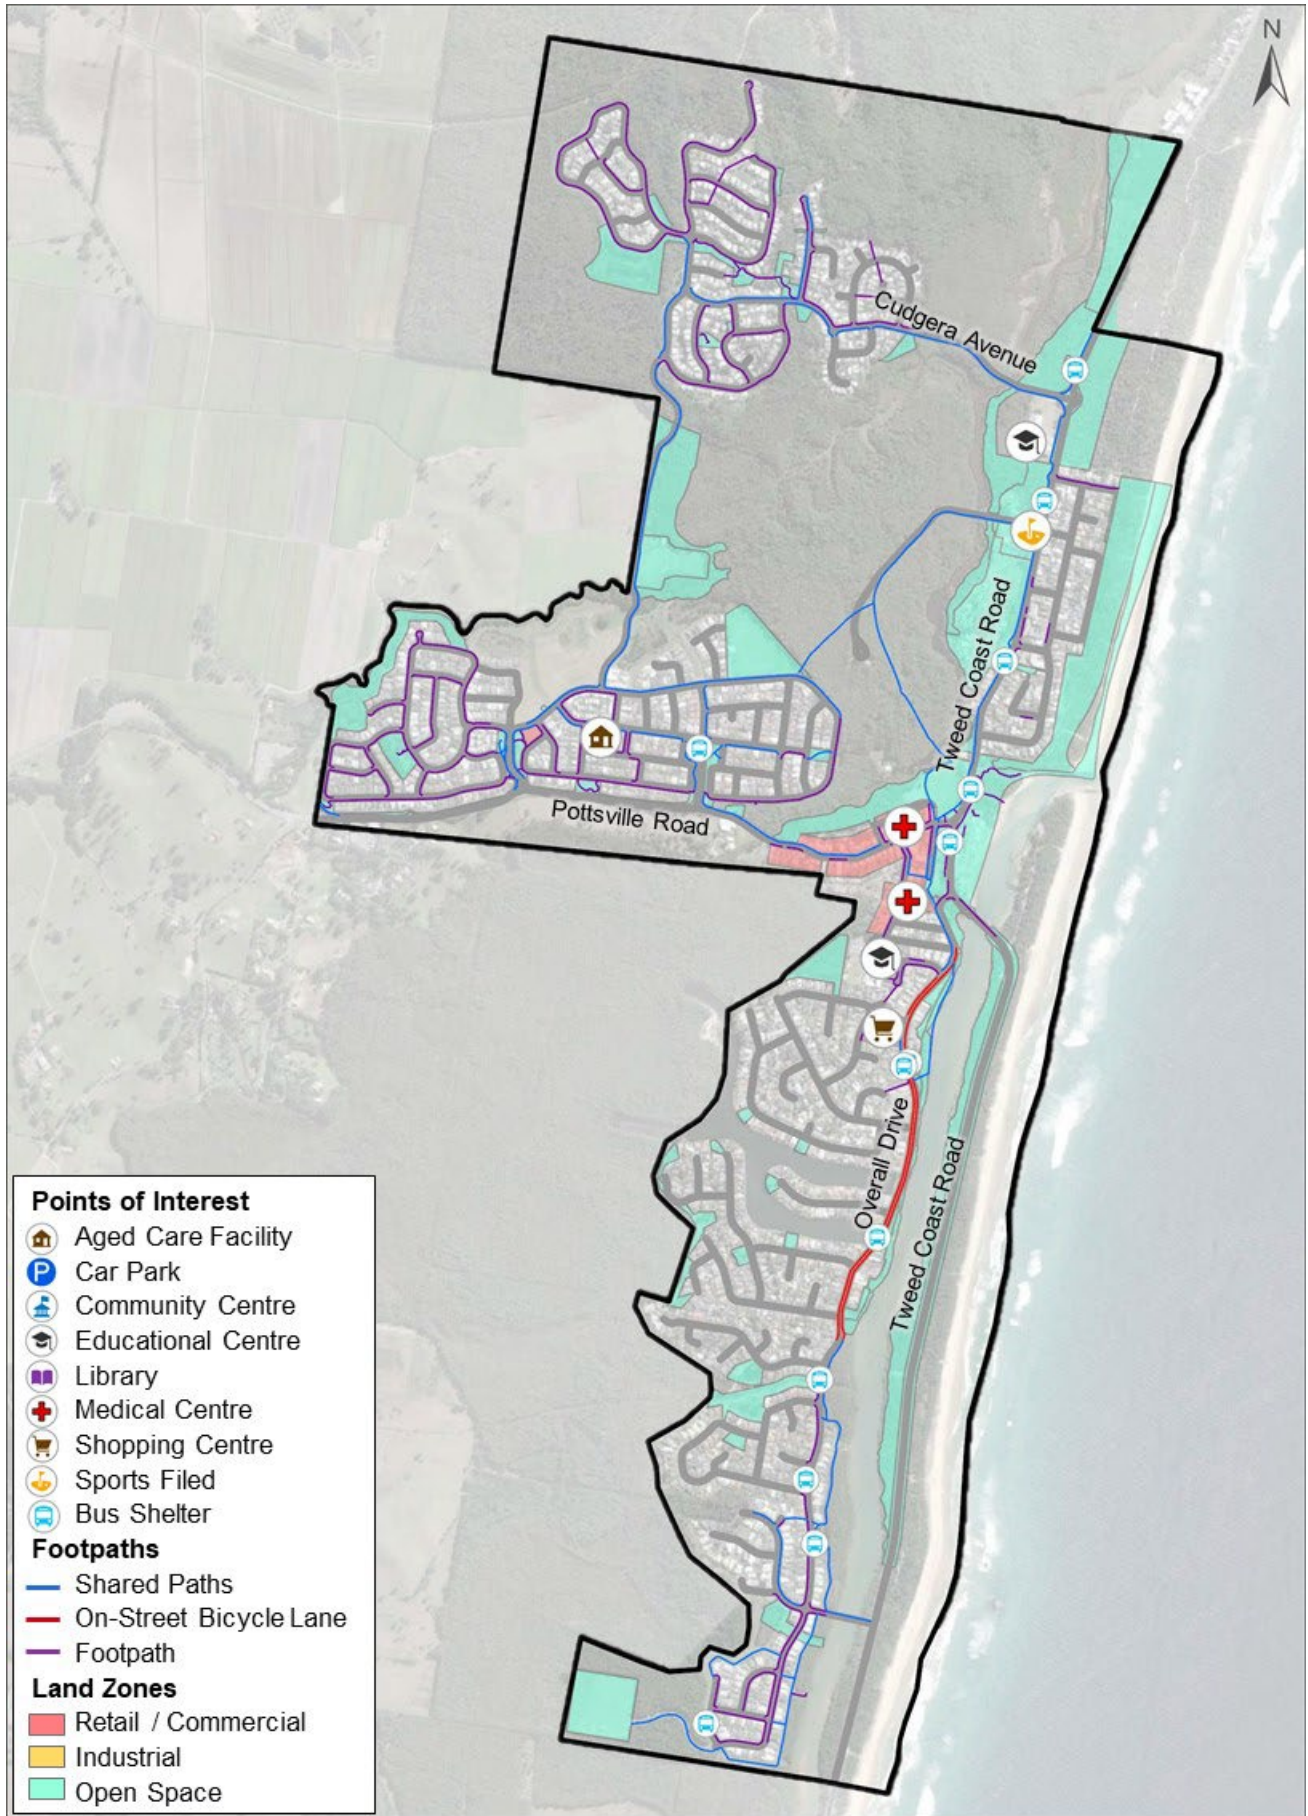 N
Cudgera Avenue
Tweed Coast Road
Pottsville Road
Overall Drive
Tweed Coast Road
Points of Interest
Aged Care Facility
P
Car Park
Community Centre
Educational Centre
Library
Medical Centre
Shopping Centre
Sports Filed
Bus Shelter
Footpaths
Shared Paths
On-Street Bicycle Lane
Footpath
Land Zones
Retail / Commercial
Industrial
Open Space